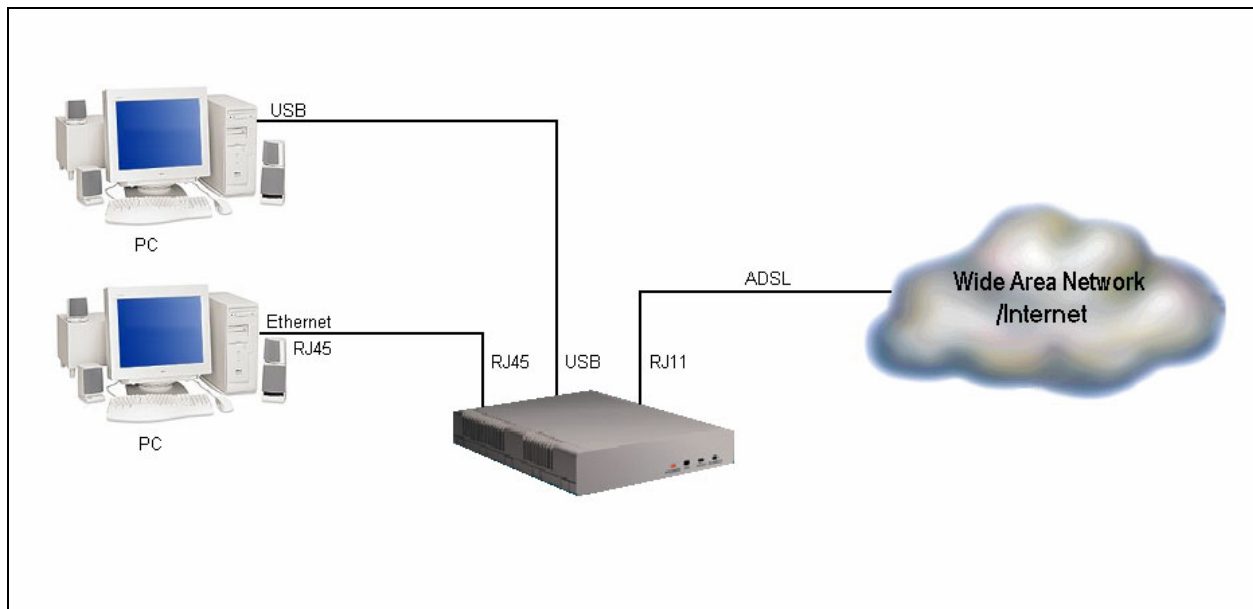 USB
PC
Ethernet
RJ45
PC
RJ45
USB
RJ11
ADSL
Wide Area Network
/Internet